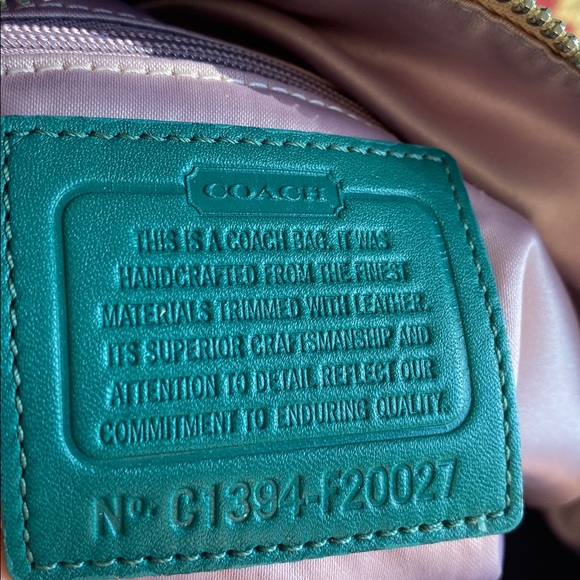 COACH
THIS IS A COACH BAG. IT WAS
HANDCRAFTED FROM THE FINEST
MATERIALS TRIMMED WITH LEATHER.
ITS SUPERIOR CRAFTSMANSHIP AND
ATTENTION TO DETAIL REFLECT OUR
COMMITMENT TO ENDURING QUALITY.
Nº· C1394-F20027